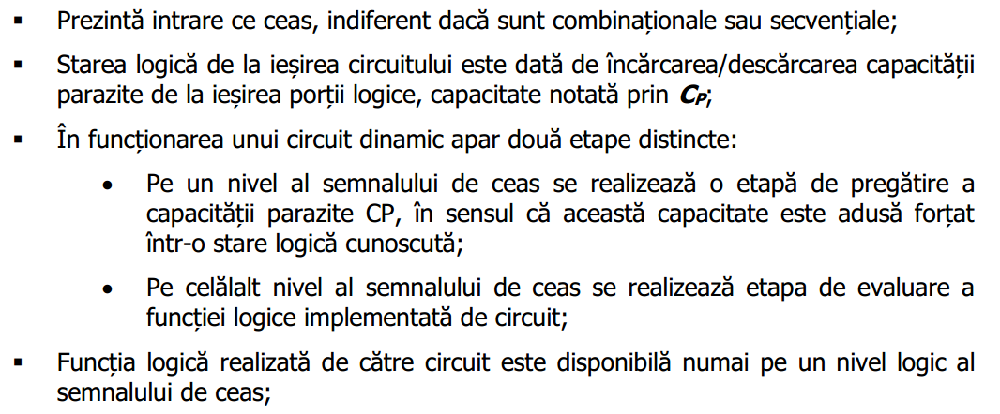 ▪ Prezintă intrare ce ceas, indiferent dacă sunt combinaționale sau secvențiale;
▪ Starea logică de la ieșirea circuitului este dată de încărcarea/descărcarea capacității
parazite de la ieșirea porții logice, capacitate notată prin CP;
▪ În funcționarea unui circuit dinamic apar două etape distincte:
• Pe un nivel al semnalului de ceas se realizează o etapă de pregătire a
capacității parazite CP, în sensul că această capacitate este adusă forțat
într-o stare logică cunoscută;
• Pe celălalt nivel al semnalului de ceas se realizează etapa de evaluare a
funcției logice implementată de circuit;
▪ Funcția logică realizată de către circuit este disponibilă numai pe un nivel logic al
semnalului de ceas;